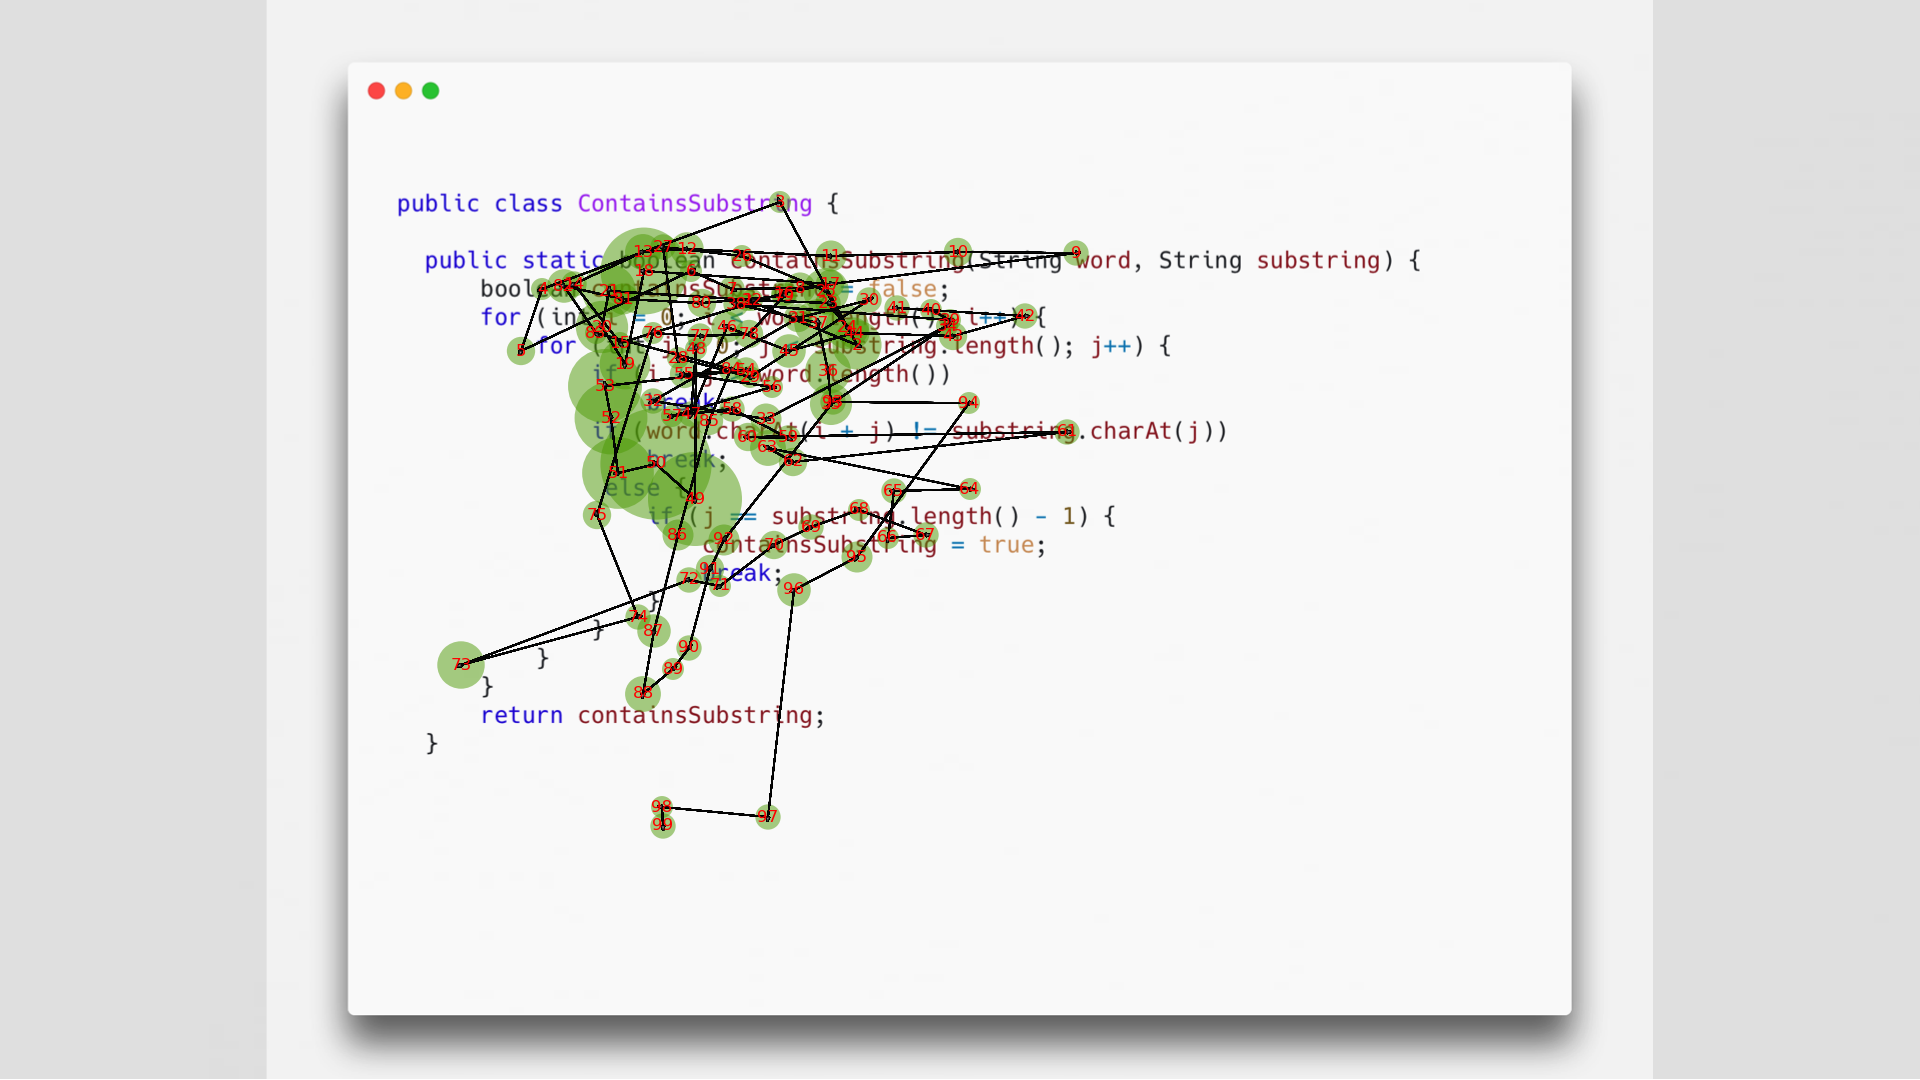 public class ContainsSubstring {
public static boolean containsSubstring(String word, String substring) {
boolean containsSubstring = false;
for (int i = 0; i < word.length(); i++) {
for (int j = 0; j < substring.length(); j++) {
if (i + j >= word.length())
break;
if (word.charAt(i + j) != substring.charAt(j))
break;
else {
if (j == substring.length() - 1) {
containsSubstring = true;
break;
}
}
}
}
return containsSubstring;
}